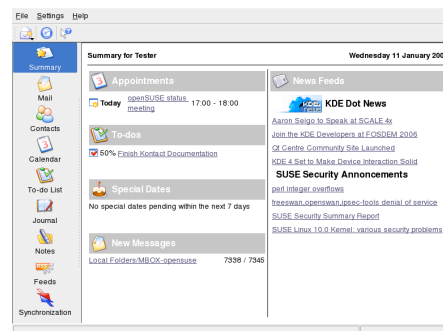 File Settings Help
Summary
Mail
Contacts
Calendar
To-do List
Journal
Notes
Feeds
Synchronization
Summary for Tester
Wednesday 11 January 200
Appointments
Today openSUSE status meeting 17:00 - 18:00
To-dos
50% Finish Kontact Documentation
Special Dates
No special dates pending within the next 7 days
New Messages
Local Folders/MBOX-opensuse 7338 / 7345
News Feeds
KDE Dot News
Aaron Seigo to Speak at SCALE 4x
Join the KDE Developers at FOSDEM 2006
Qt Centre Community Site Launched
KDE 4 Set to Make Device Interaction Solid
SUSE Security Annoncements
perl integer overflows
freeswan,openswan,ipsec-tools denial of service
SUSE Security Summary Report
SUSE Linux 10.0 Kernel: various security problems